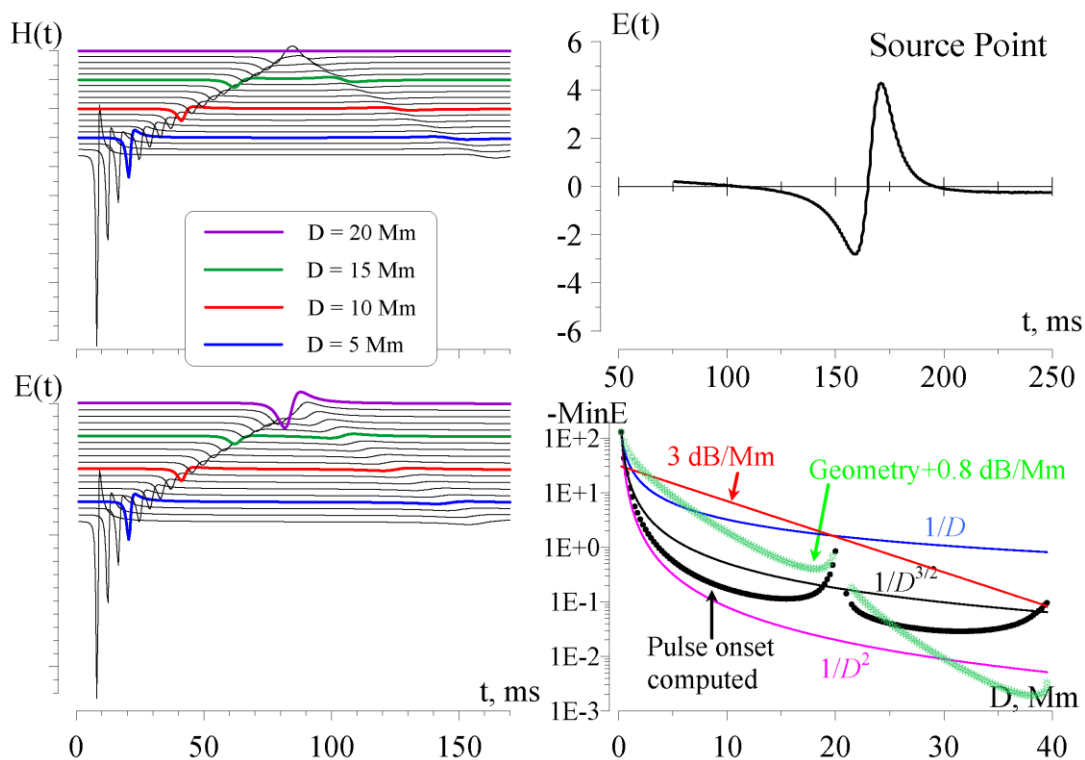 H(t)
D = 20 Mm
D = 15 Mm
D = 10 Mm
D = 5 Mm
E(t)
t, ms
0
50
100
150
E(t)
Source Point
6
4
2
0
-2
-4
-6
t, ms
50
100
150
200
250
-MinE
1E+2
1E+1
1E+0
1E-1
1E-2
1E-3
3 dB/Mm
Geometry+0.8 dB/Mm
1/D
1/D^3/2
Pulse onset
computed
1/D^2
D, Mm
0
10
20
30
40